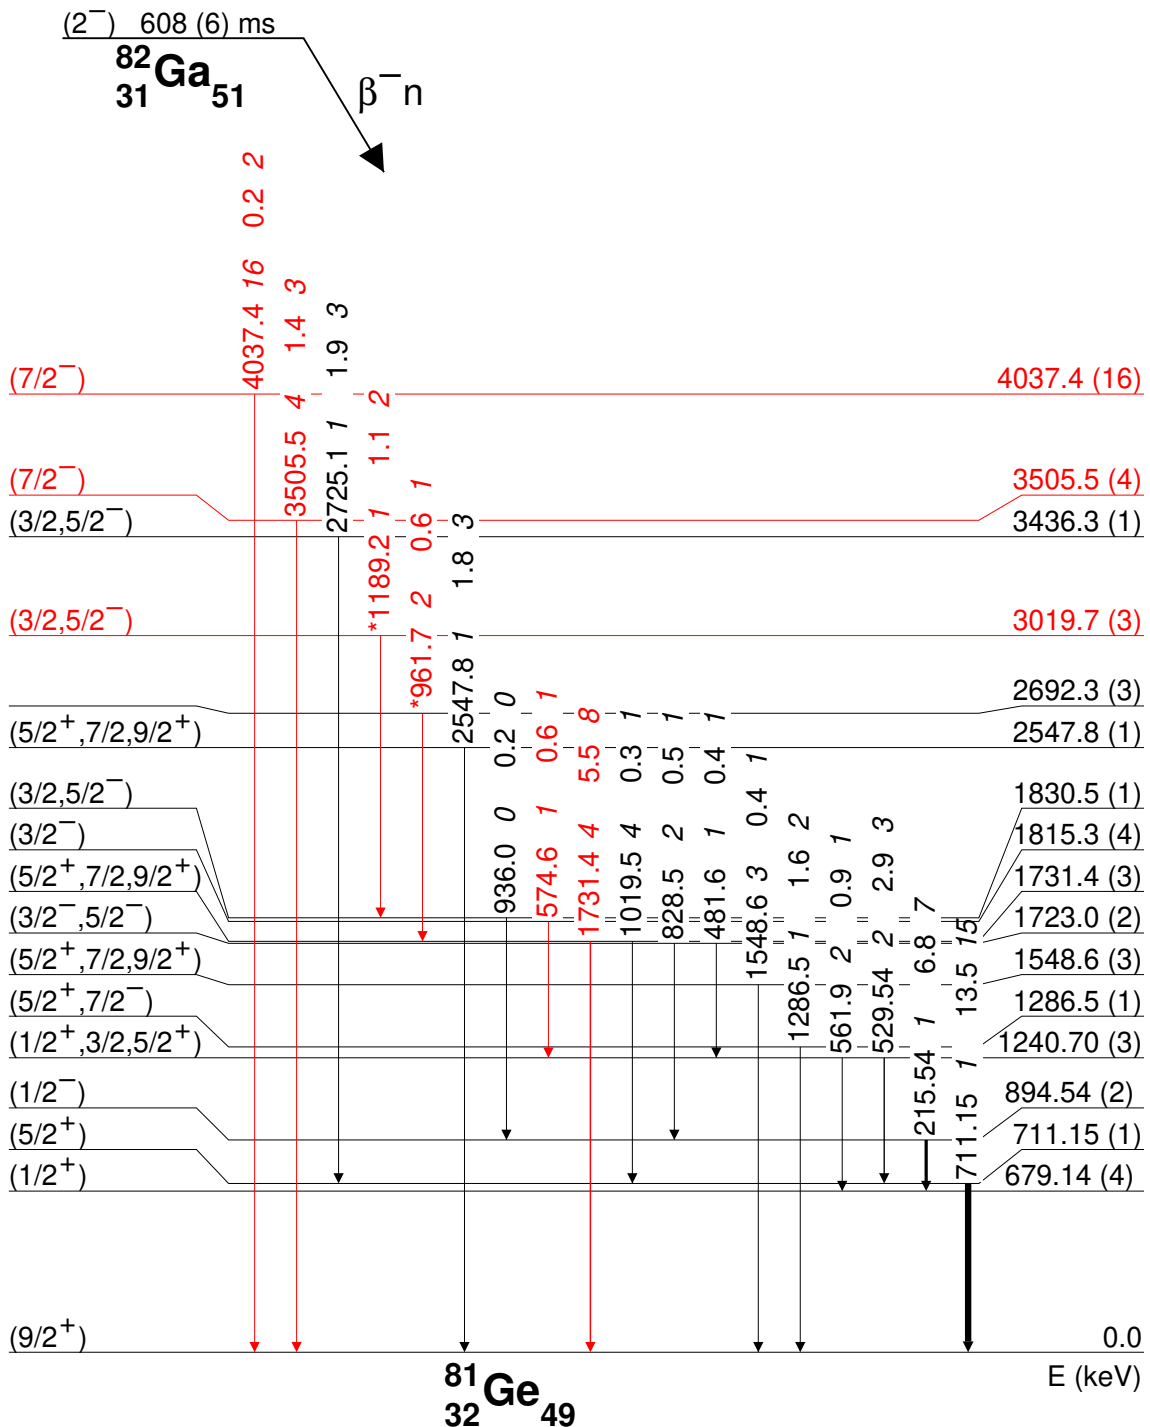 (2−) 608 (6) ms
82
31Ga51
β−n
4037.4 16 0.2 2
3505.5 4 1.4 3
2725.1 1 1.9 3
*1189.2 1 1.1 2
*961.7 2 0.6 1
2547.8 1 1.8 3
936.0 0 0.2 0
574.6 1 0.6 1
1731.4 4 5.5 8
1019.5 4 0.3 1
828.5 2 0.5 1
481.6 1 0.4 1
1548.6 3 0.4 1
1286.5 1 1.6 2
561.9 2 0.9 1
529.54 2 2.9 3
215.54 1 6.8 7
711.15 1 13.5 15
(7/2−) 4037.4 (16)
(7/2−) 3505.5 (4)
(3/2,5/2−) 3436.3 (1)
(3/2,5/2−) 3019.7 (3)
2692.3 (3)
(5/2+,7/2,9/2+) 2547.8 (1)
(3/2,5/2−) 1830.5 (1)
(3/2−) 1815.3 (4)
(5/2+,7/2,9/2+) 1731.4 (3)
(3/2−,5/2−) 1723.0 (2)
(5/2+,7/2,9/2+) 1548.6 (3)
(5/2+,7/2−) 1286.5 (1)
(1/2+,3/2,5/2+) 1240.70 (3)
(1/2−) 894.54 (2)
(5/2+) 711.15 (1)
(1/2+) 679.14 (4)
(9/2+) 0.0
E (keV)
81
32Ge49